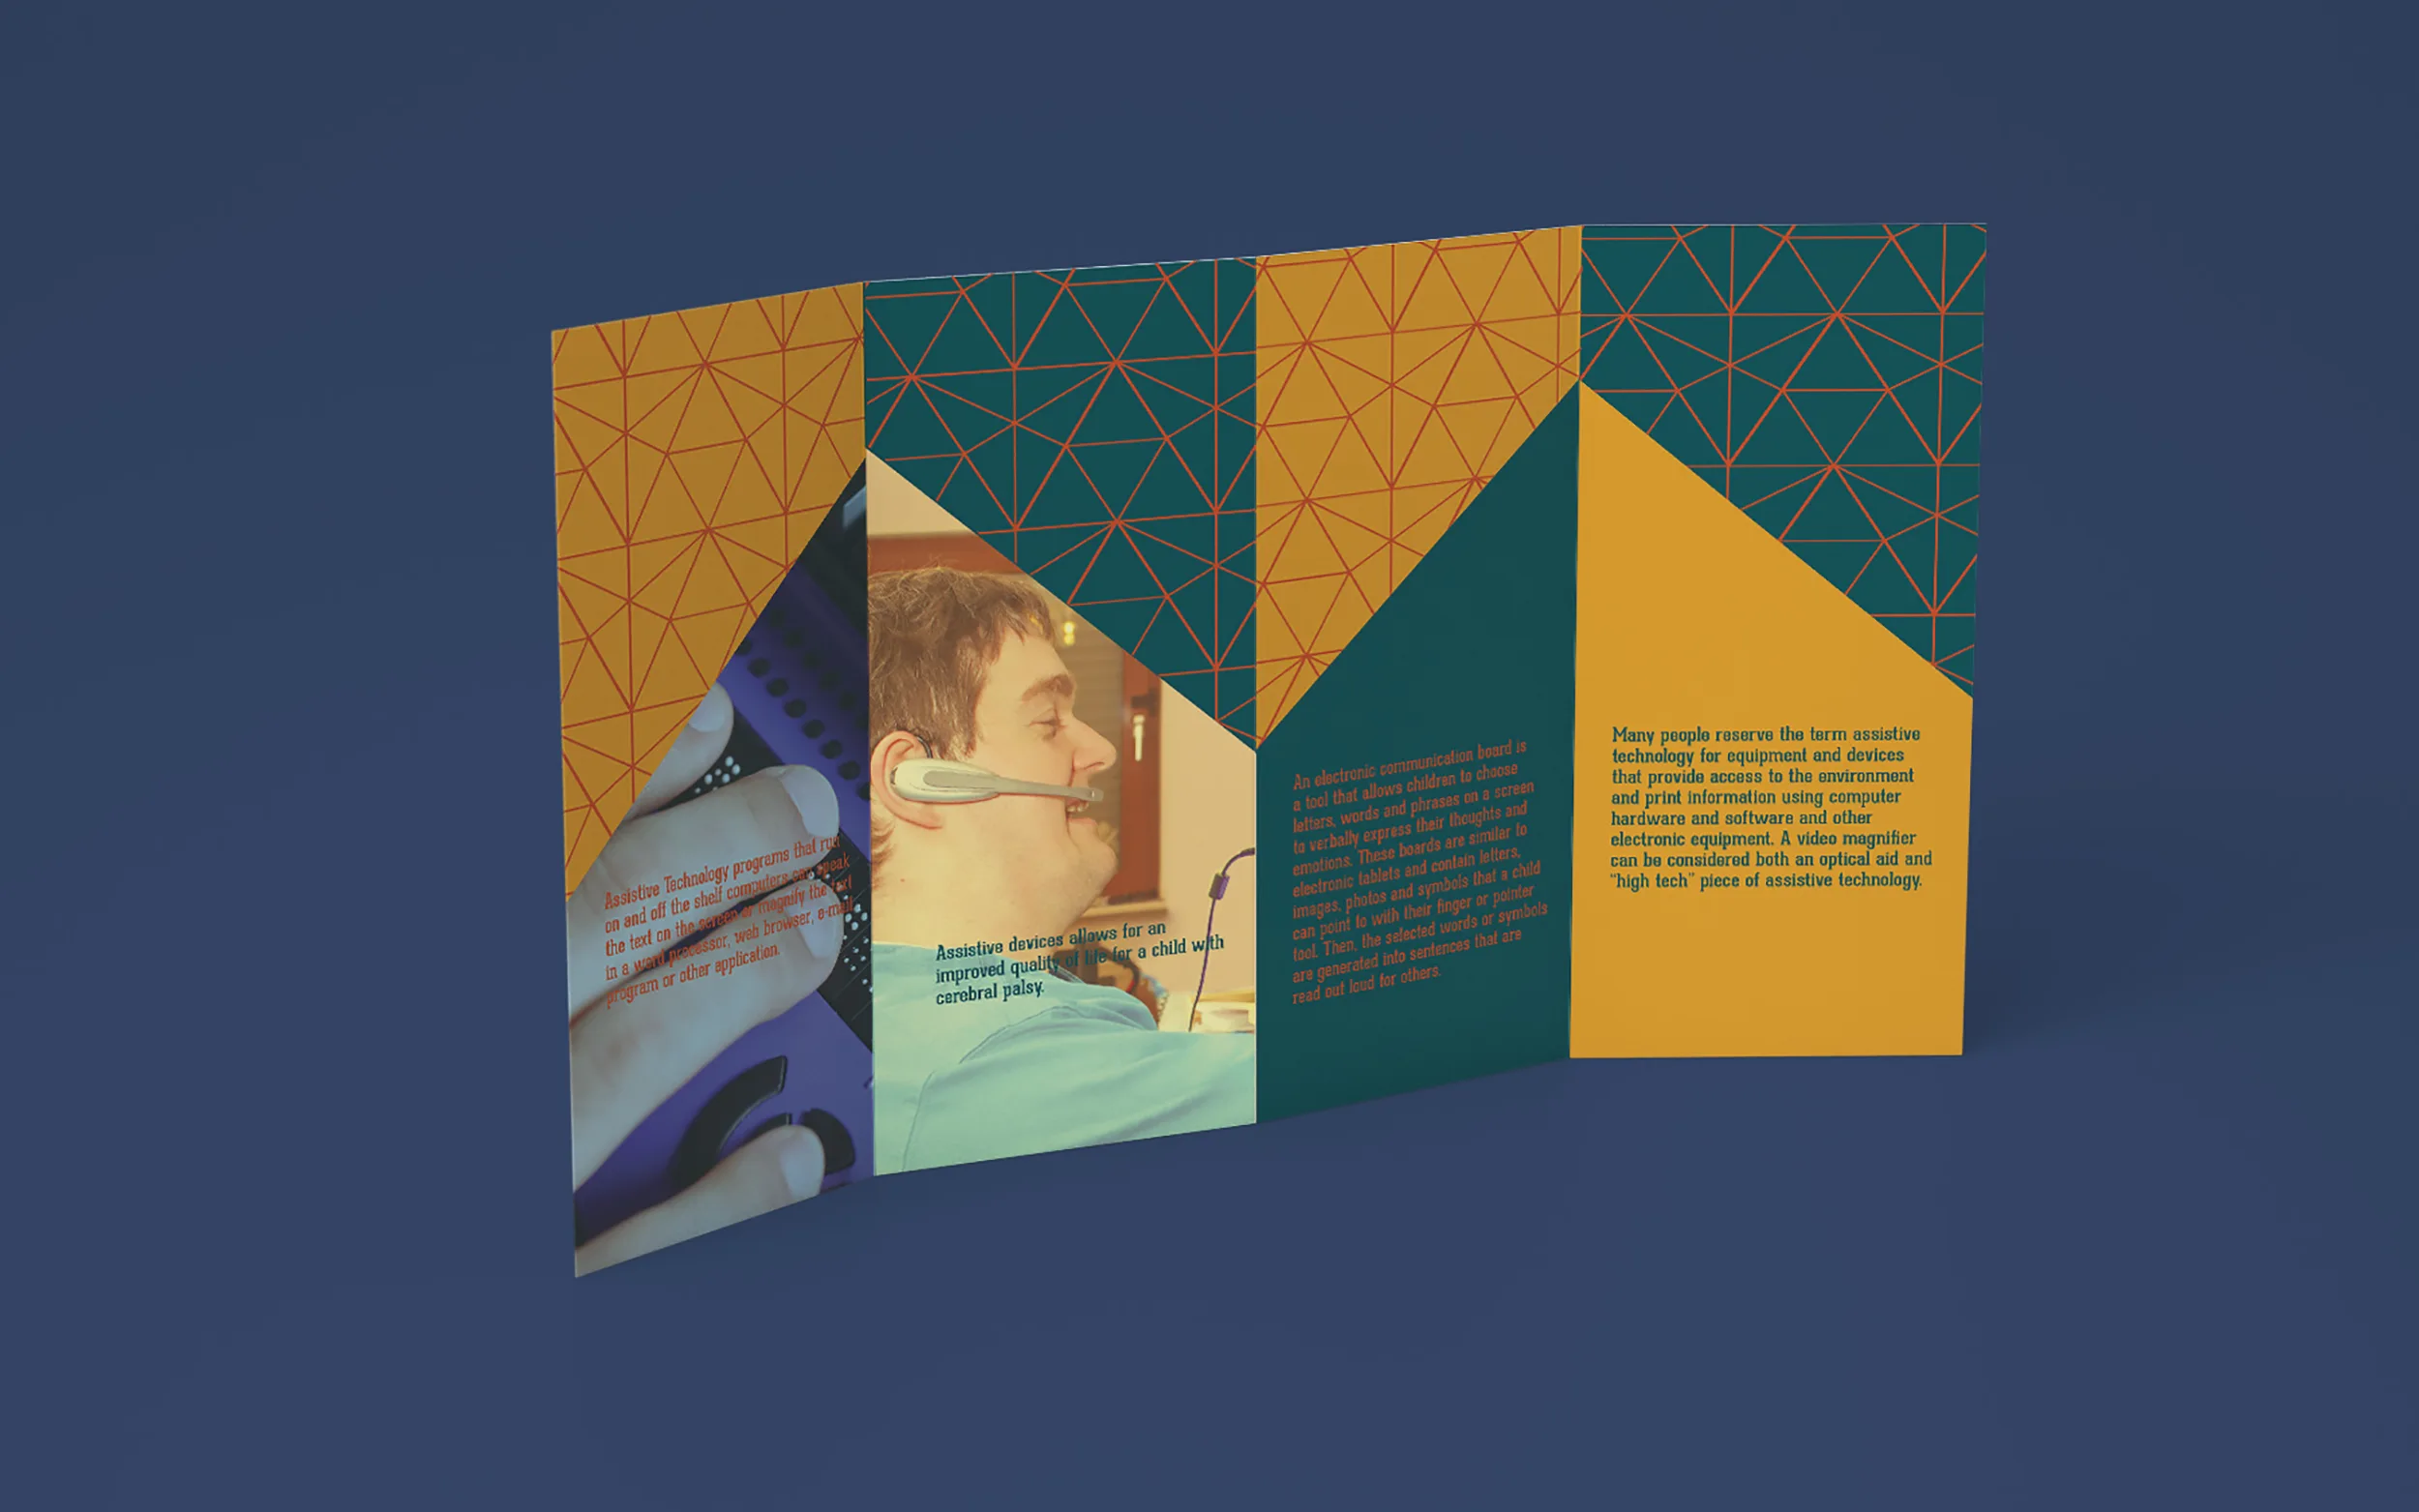 Assistive Technology programs that run
on and off the shelf computers can speak
the text on the screen or magnify the text
in a word processor, web browser, e-mail
program or other application.
Assistive devices allows for an
improved quality of life for a child with
cerebral palsy.
An electronic communication board is
a tool that allows children to choose
letters, words and phrases on a screen
to verbally express their thoughts and
emotions. These boards are similar to
electronic tablets and contain letters,
images, photos and symbols that a child
can point to with their finger or pointer
tool. Then, the selected words or symbols
are generated into sentences that are
read out loud for others.
Many people reserve the term assistive
technology for equipment and devices
that provide access to the environment
and print information using computer
hardware and software and other
electronic equipment. A video magnifier
can be considered both an optical aid and
"high tech" piece of assistive technology.